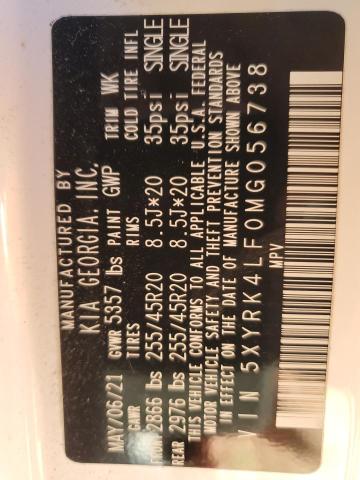 MANUFACTURED BY
KIA GEORGIA, INC.
MAY/06/21 GVWR 5357 lbs PAINT GWP TRIM WK
GAWR TIRES RIMS COLD TIRE INFL
FRONT 2866 lbs 255/45R20 8.5J*20 35psi SINGLE
REAR 2976 lbs 255/45R20 8.5J*20 35psi SINGLE
THIS VEHICLE CONFORMS TO ALL APPLICABLE U.S.A. FEDERAL
MOTOR VEHICLE SAFETY AND THEFT PREVENTION STANDARDS
IN EFFECT ON THE DATE OF MANUFACTURE SHOWN ABOVE
VIN 5XYRK4LF0MG056738
MPV